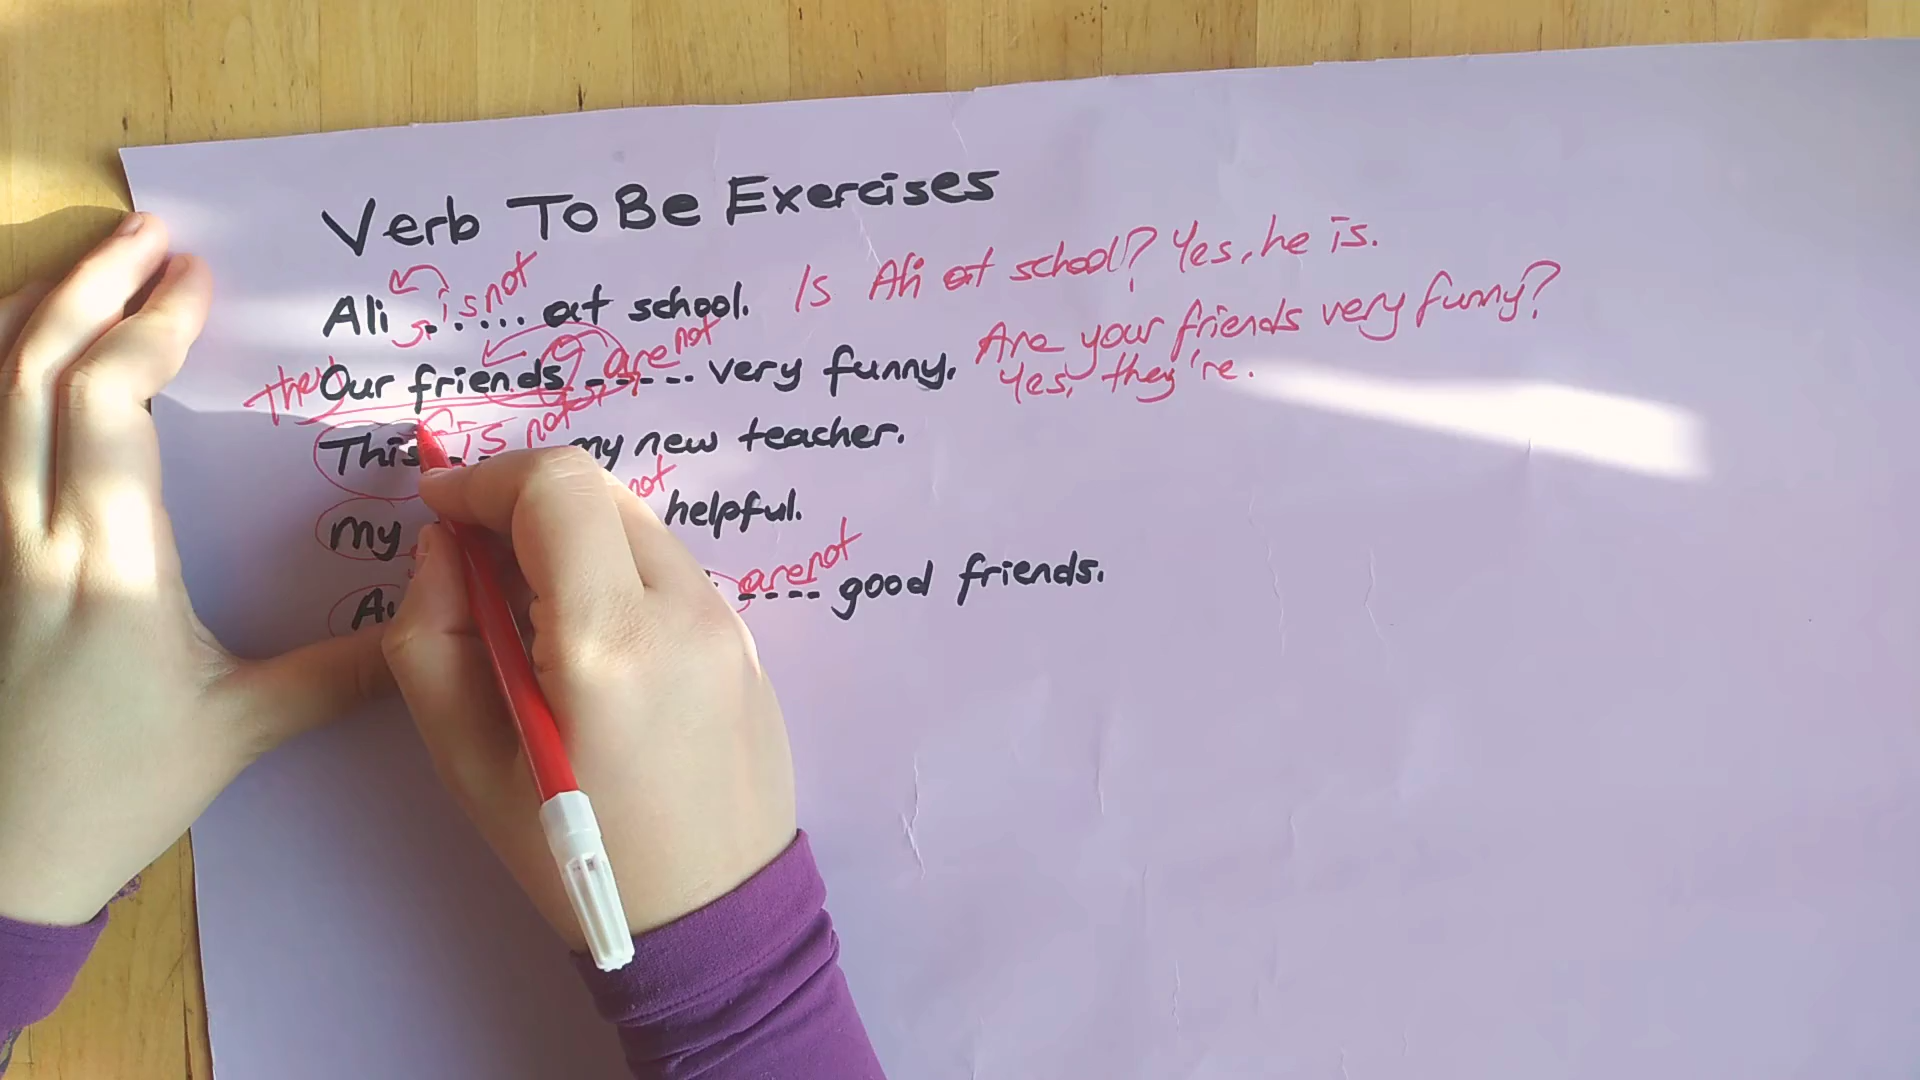 Verb To Be Exercises
Ali is not ...... at school. Is Ali at school? Yes, he is.
they Our friends are not ----- very funny. Are your friends very funny?
Yes, they're.
This is not my new teacher.
My not helpful.
are not ---- good friends.